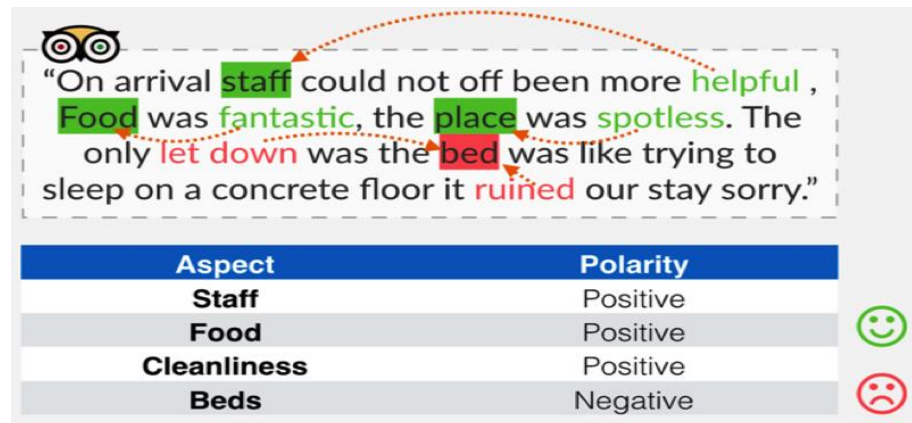 “On arrival staff could not off been more helpful ,
Food was fantastic, the place was spotless. The
only let down was the bed was like trying to
sleep on a concrete floor it ruined our stay sorry.”
Aspect Polarity
Staff Positive
Food Positive
Cleanliness Positive
Beds Negative